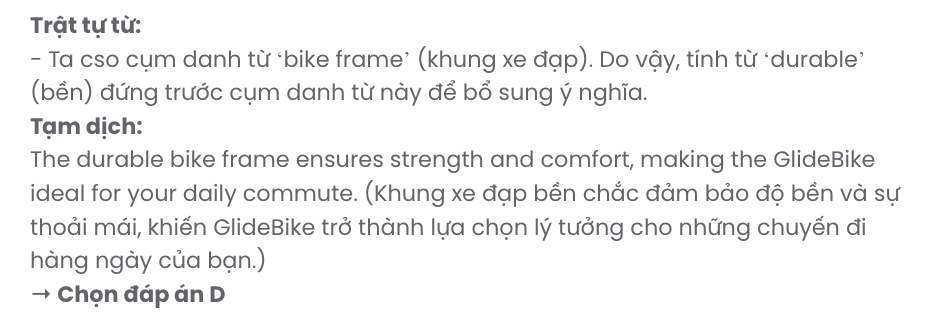 Trật tự từ:
- Ta cso cụm danh từ ‘bike frame’ (khung xe đạp). Do vậy, tính từ ‘durable’
(bền) đứng trước cụm danh từ này để bổ sung ý nghĩa.
Tạm dịch:
The durable bike frame ensures strength and comfort, making the GlideBike
ideal for your daily commute. (Khung xe đạp bền chắc đảm bảo độ bền và sự
thoải mái, khiến GlideBike trở thành lựa chọn lý tưởng cho những chuyến đi
hàng ngày của bạn.)
→ Chọn đáp án D